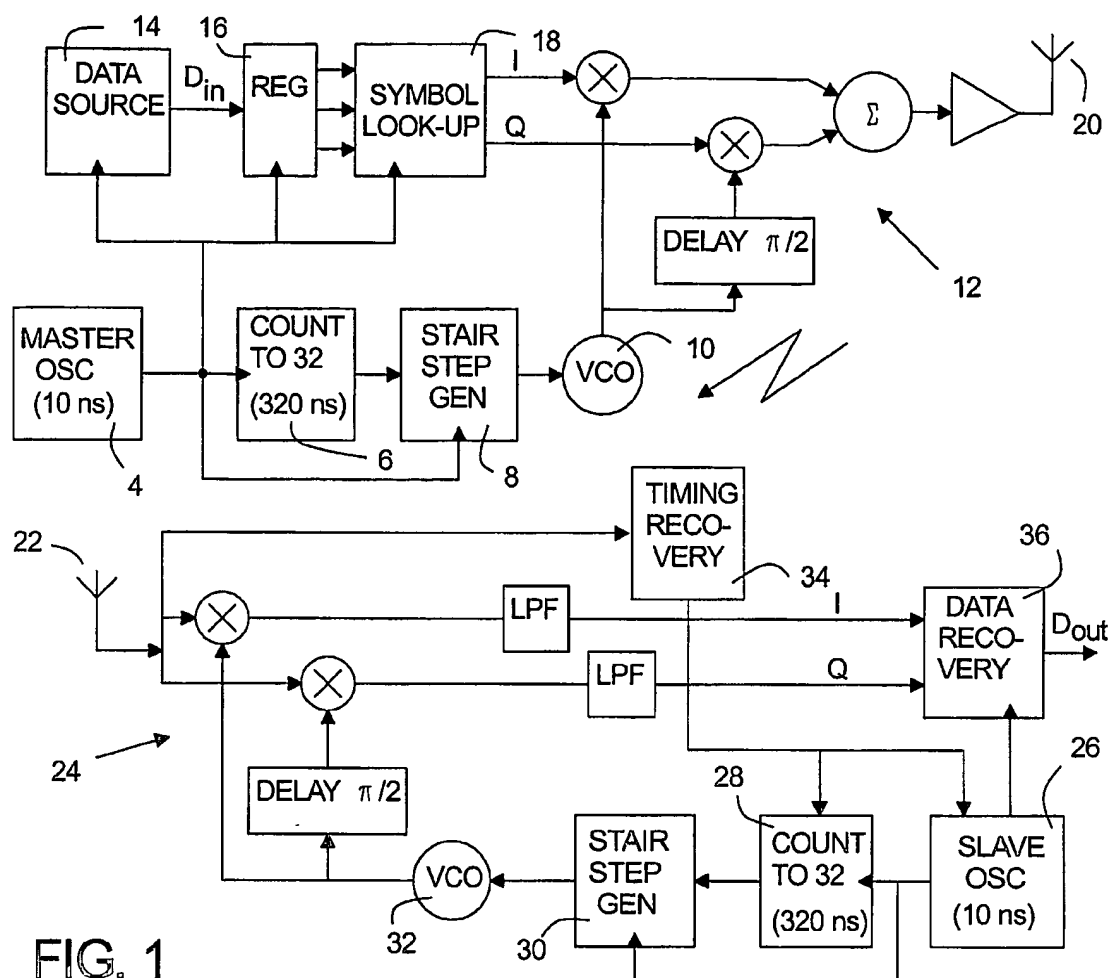 14
DATA
SOURCE
D_in
16
REG
SYMBOL
LOOK-UP
18
I
Q
Σ
20
DELAY π/2
12
MASTER
OSC
(10 ns)
4
COUNT
TO 32
(320 ns)
6
STAIR
STEP
GEN
8
VCO
10
22
TIMING
RECO-
VERY
34
LPF
I
LPF
Q
36
DATA
RECO-
VERY
D_out
24
DELAY π/2
VCO
32
STAIR
STEP
GEN
30
28
COUNT
TO 32
(320 ns)
26
SLAVE
OSC
(10 ns)
FIG. 1